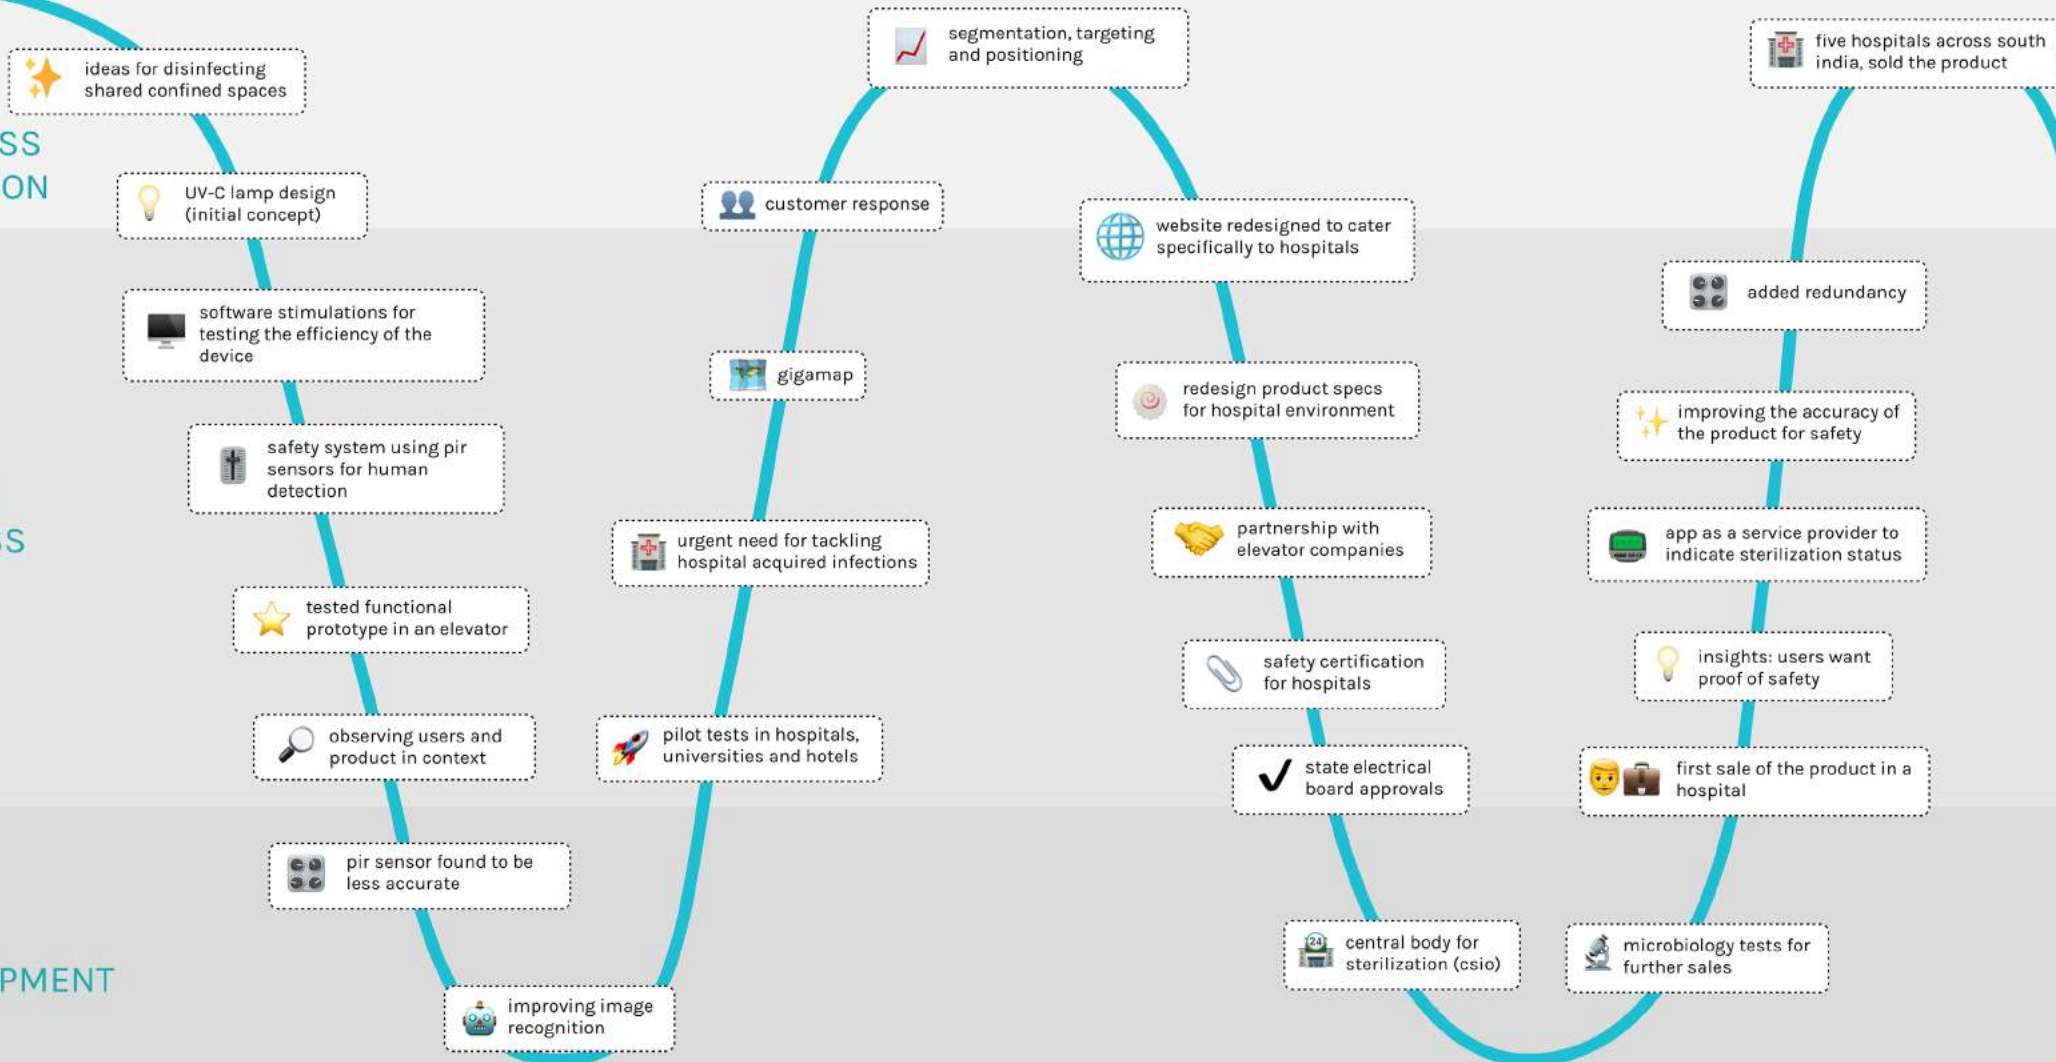 ideas for disinfecting
shared confined spaces
SS
ON
UV-C lamp design
(initial concept)
software stimulations for
testing the efficiency of the
device
safety system using pir
sensors for human
detection
SS
tested functional
prototype in an elevator
observing users and
product in context
pir sensor found to be
less accurate
PMENT
improving image
recognition
pilot tests in hospitals,
universities and hotels
urgent need for tackling
hospital acquired infections
gigamap
customer response
segmentation, targeting
and positioning
website redesigned to cater
specifically to hospitals
redesign product specs
for hospital environment
partnership with
elevator companies
safety certification
for hospitals
state electrical
board approvals
24
central body for
sterilization (csio)
microbiology tests for
further sales
first sale of the product in a
hospital
insights: users want
proof of safety
app as a service provider to
indicate sterilization status
improving the accuracy of
the product for safety
added redundancy
five hospitals across south
india, sold the product